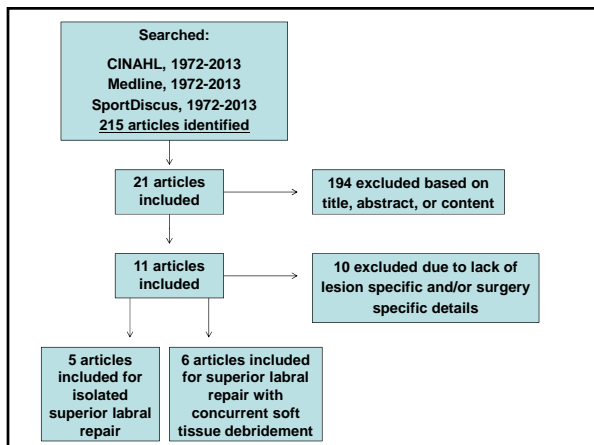 Searched:
CINAHL, 1972-2013
Medline, 1972-2013
SportDiscus, 1972-2013
215 articles identified
21 articles
included
194 excluded based on
title, abstract, or content
11 articles
included
10 excluded due to lack of
lesion specific and/or surgery
specific details
5 articles
included for
isolated
superior labral
repair
6 articles included
for superior labral
repair with
concurrent soft
tissue debridement